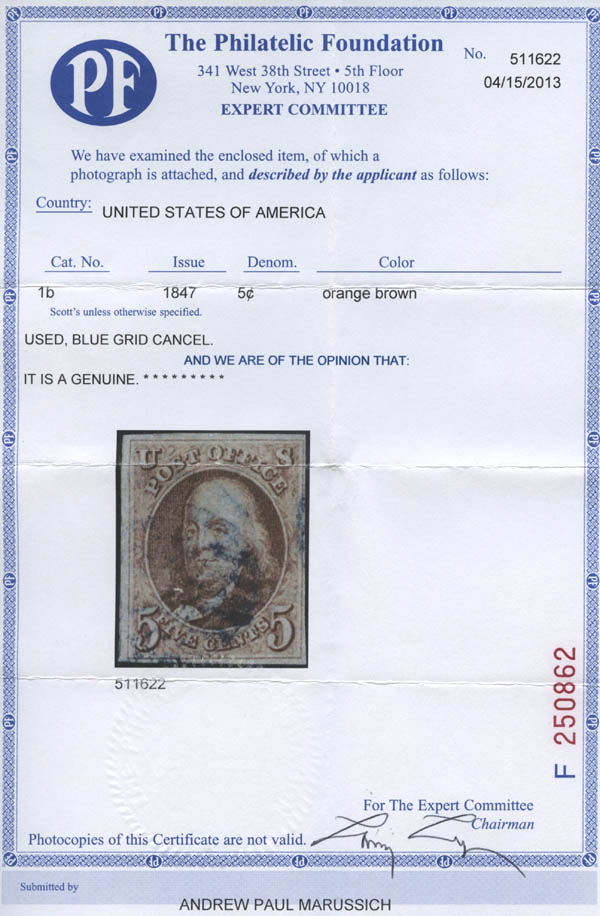 PF
The Philatelic Foundation
No. 511622
341 West 38th Street • 5th Floor
04/15/2013
New York, NY 10018
EXPERT COMMITTEE
We have examined the enclosed item, of which a
photograph is attached, and described by the applicant as follows:
Country: UNITED STATES OF AMERICA
Cat. No. Issue Denom. Color
1b 1847 5¢ orange brown
Scott's unless otherwise specified.
USED, BLUE GRID CANCEL.
AND WE ARE OF THE OPINION THAT:
IT IS A GENUINE. * * * * * * * * *
U S
POST OFFICE
5 FIVE CENTS 5
511622
F 250862
For The Expert Committee
Chairman
Photocopies of this Certificate are not valid.
Submitted by
ANDREW PAUL MARUSSICH